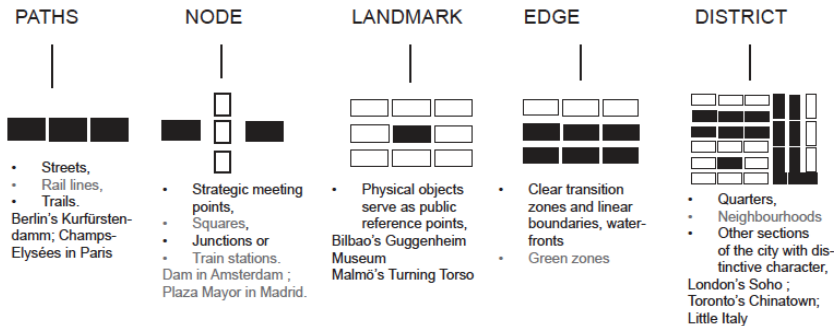 PATHS
• Streets,
• Rail lines,
• Trails.
Berlin's Kurfürsten-
damm; Champs-
Elysées in Paris
NODE
• Strategic meeting
points,
• Squares,
• Junctions or
• Train stations.
Dam in Amsterdam ;
Plaza Mayor in Madrid.
LANDMARK
• Physical objects
serve as public
reference points,
Bilbao's Guggenheim
Museum
Malmö's Turning Torso
EDGE
• Clear transition
zones and linear
boundaries, water-
fronts
• Green zones
DISTRICT
• Quarters,
• Neighbourhoods
• Other sections
of the city with dis-
tinctive character,
London's Soho ;
Toronto's Chinatown;
Little Italy